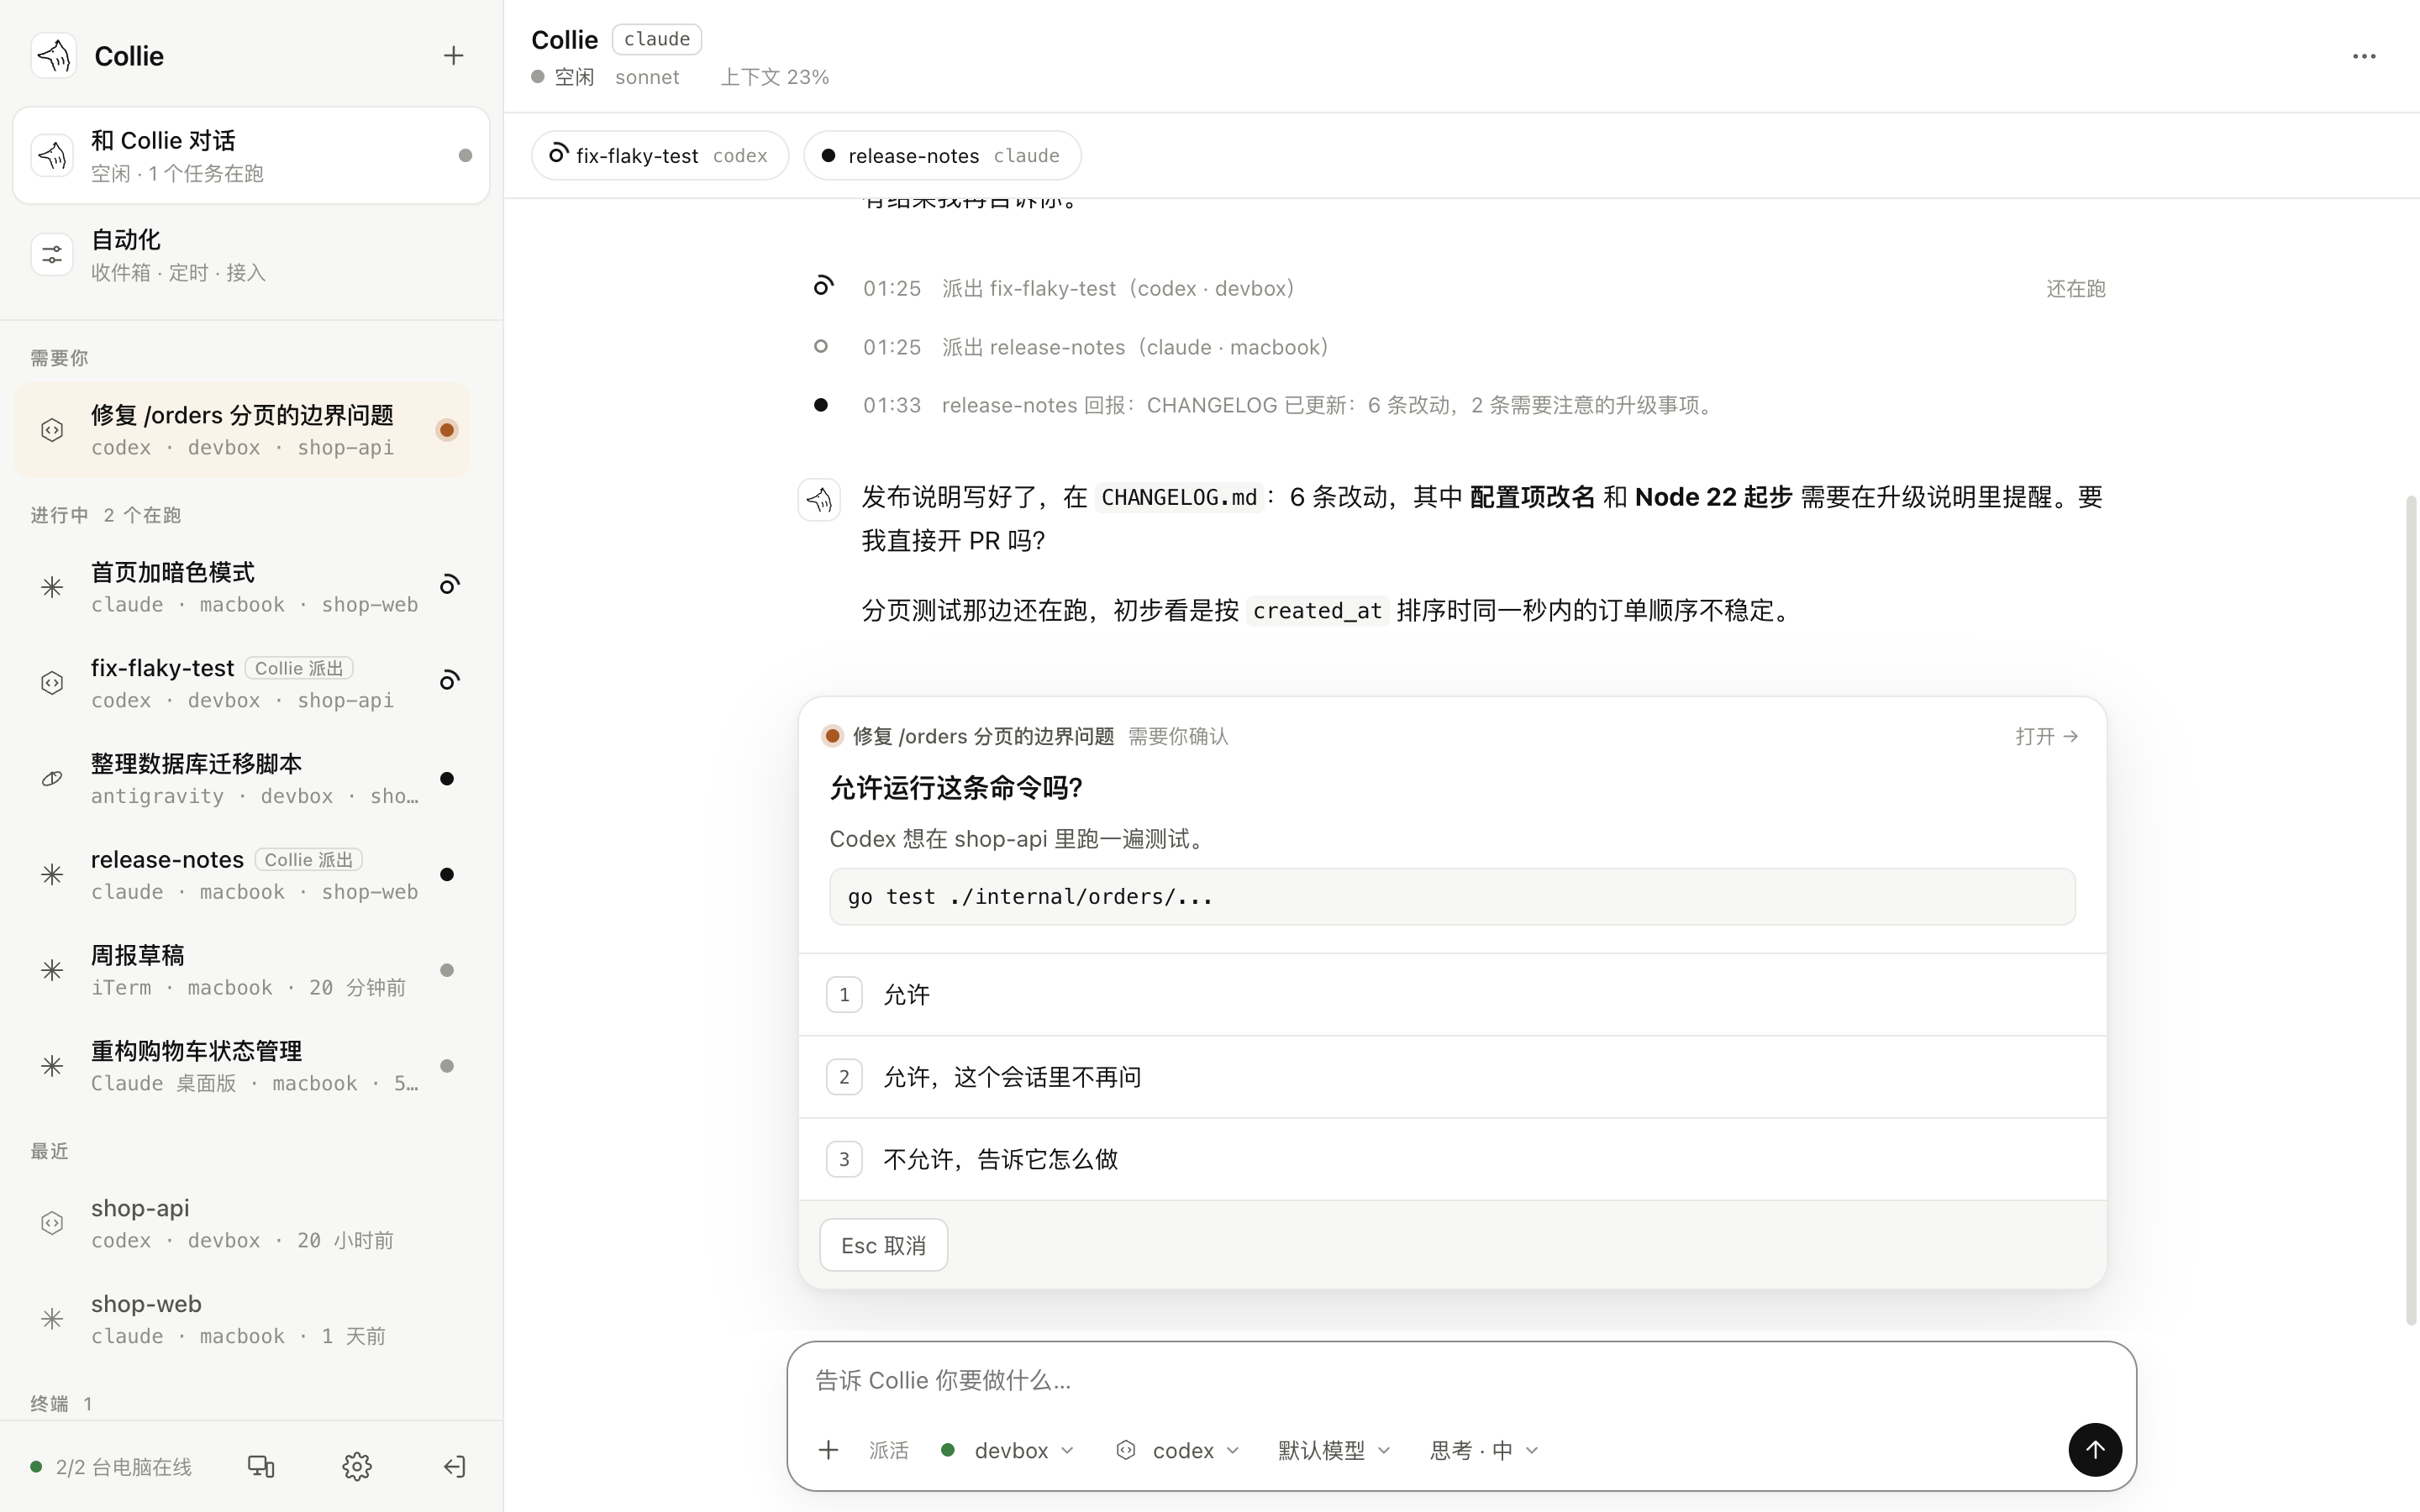 Collie
和 Collie 对话
空闲 · 1 个任务在跑
自动化
收件箱 · 定时 · 接入
需要你
修复 /orders 分页的边界问题
codex · devbox · shop-api
进行中 2 个在跑
首页加暗色模式
claude · macbook · shop-web
fix-flaky-test Collie 派出
codex · devbox · shop-api
整理数据库迁移脚本
antigravity · devbox · sho…
release-notes Collie 派出
claude · macbook · shop-web
周报草稿
iTerm · macbook · 20 分钟前
重构购物车状态管理
Claude 桌面版 · macbook · 5…
最近
shop-api
codex · devbox · 20 小时前
shop-web
claude · macbook · 1 天前
终端 1
2/2 台电脑在线
Collie claude
空闲 sonnet 上下文 23%
fix-flaky-test codex
release-notes claude
有结果我再告诉你。
01:25 派出 fix-flaky-test（codex · devbox） 还在跑
01:25 派出 release-notes（claude · macbook）
01:33 release-notes 回报：CHANGELOG 已更新：6 条改动，2 条需要注意的升级事项。
发布说明写好了，在 CHANGELOG.md：6 条改动，其中 配置项改名 和 Node 22 起步 需要在升级说明里提醒。要
我直接开 PR 吗？
分页测试那边还在跑，初步看是按 created_at 排序时同一秒内的订单顺序不稳定。
修复 /orders 分页的边界问题 需要你确认 打开 →
允许运行这条命令吗？
Codex 想在 shop-api 里跑一遍测试。
go test ./internal/orders/...
1 允许
2 允许，这个会话里不再问
3 不允许，告诉它怎么做
Esc 取消
告诉 Collie 你要做什么...
派活 devbox codex 默认模型 思考 · 中